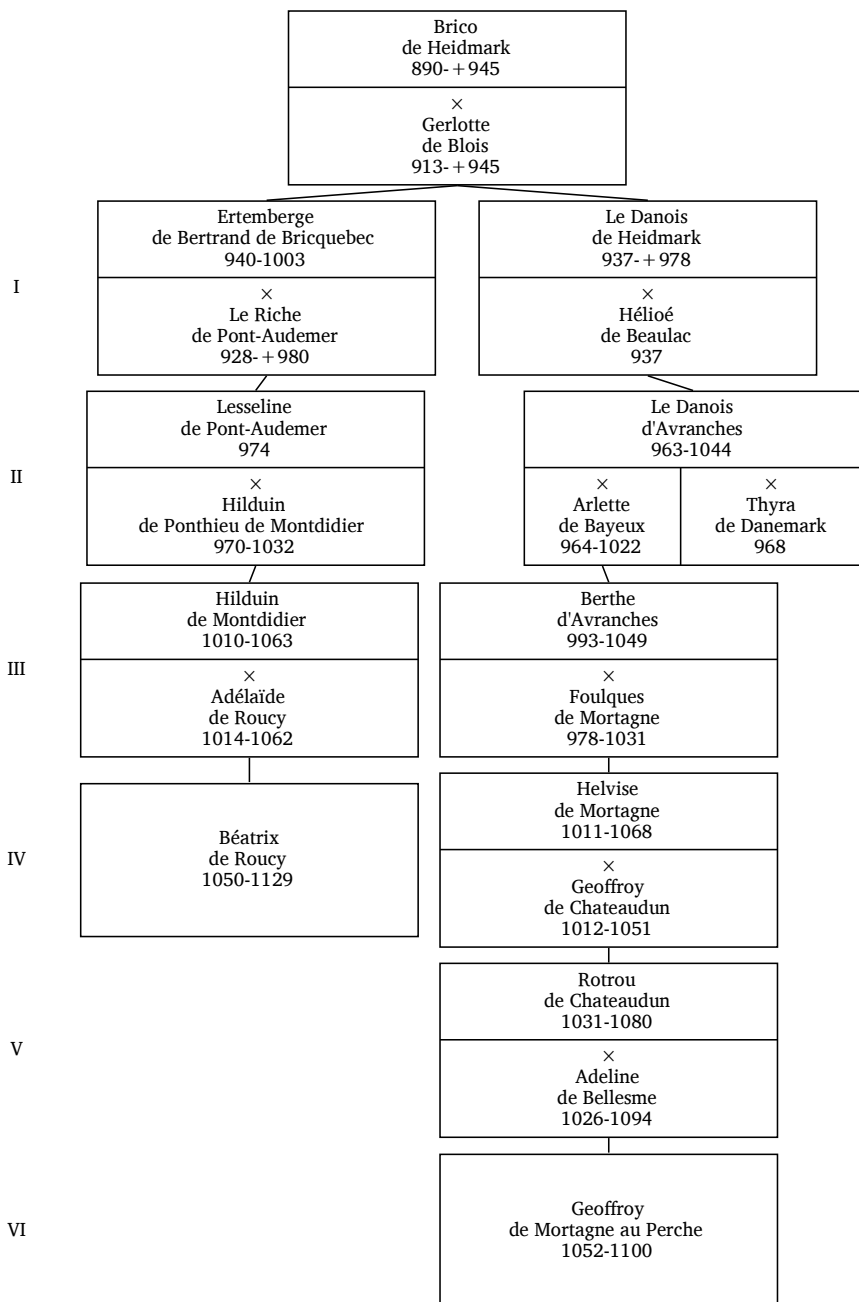 Brico
de Heidmark
890-+945
×
Gerlotte
de Blois
913-+945
I
Ertemberge
de Bertrand de Bricquebec
940-1003
×
Le Riche
de Pont-Audemer
928-+980
Le Danois
de Heidmark
937-+978
×
Hélioé
de Beaulac
937
II
Lesseline
de Pont-Audemer
974
×
Hilduin
de Ponthieu de Montdidier
970-1032
Le Danois
d'Avranches
963-1044
×
Arlette
de Bayeux
964-1022
×
Thyra
de Danemark
968
III
Hilduin
de Montdidier
1010-1063
×
Adélaïde
de Roucy
1014-1062
Berthe
d'Avranches
993-1049
×
Foulques
de Mortagne
978-1031
IV
Béatrix
de Roucy
1050-1129
Helvise
de Mortagne
1011-1068
×
Geoffroy
de Chateaudun
1012-1051
V
Rotrou
de Chateaudun
1031-1080
×
Adeline
de Bellesme
1026-1094
VI
Geoffroy
de Mortagne au Perche
1052-1100